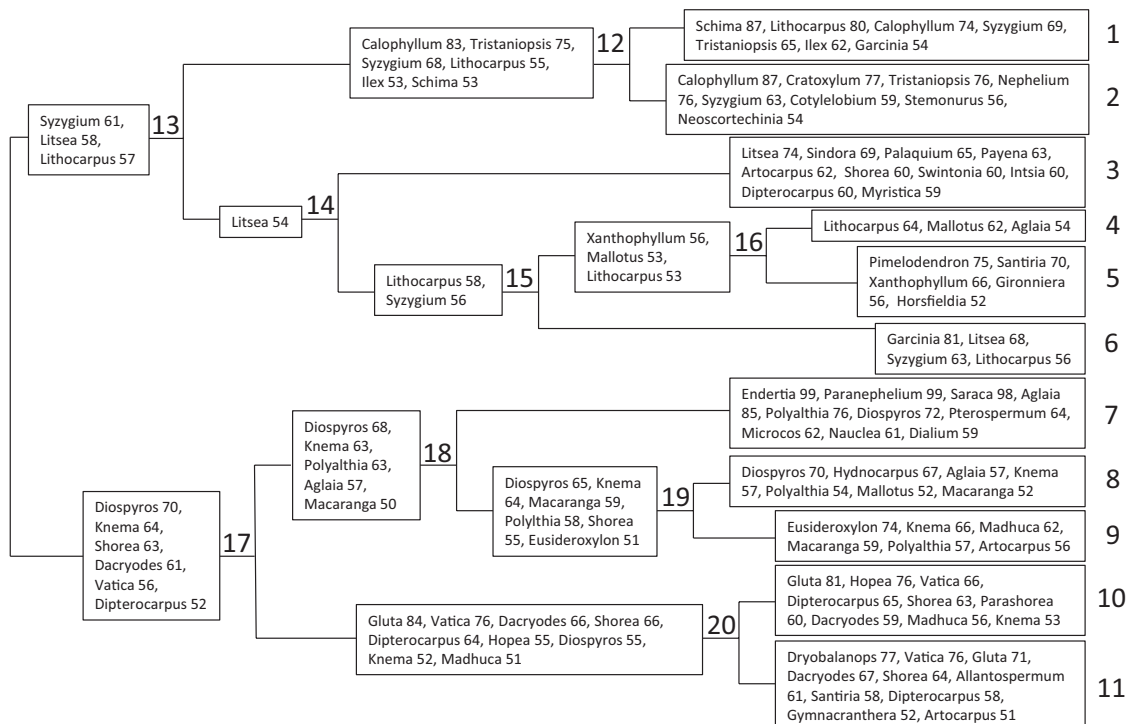 Calophyllum 83, Tristaniopsis 75,
Syzygium 68, Lithocarpus 55,
Ilex 53, Schima 53
12
Schima 87, Lithocarpus 80, Calophyllum 74, Syzygium 69,
Tristaniopsis 65, Ilex 62, Garcinia 54
1
Calophyllum 87, Cratoxylum 77, Tristaniopsis 76, Nephelium
76, Syzygium 63, Cotylelobium 59, Stemonurus 56,
Neoscortechinia 54
2
Syzygium 61,
Litsea 58,
Lithocarpus 57
13
Litsea 74, Sindora 69, Palaquium 65, Payena 63,
Artocarpus 62, Shorea 60, Swintonia 60, Intsia 60,
Dipterocarpus 60, Myristica 59
3
Litsea 54
14
Xanthophyllum 56,
Mallotus 53,
Lithocarpus 53
16
Lithocarpus 64, Mallotus 62, Aglaia 54
4
Pimelodendron 75, Santiria 70,
Xanthophyllum 66, Gironniera
56, Horsfieldia 52
5
Lithocarpus 58,
Syzygium 56
15
Garcinia 81, Litsea 68,
Syzygium 63, Lithocarpus 56
6
Endertia 99, Paranephelium 99, Saraca 98, Aglaia
85, Polyalthia 76, Diospyros 72, Pterospermum 64,
Microcos 62, Nauclea 61, Dialium 59
7
Diospyros 68,
Knema 63,
Polyalthia 63,
Aglaia 57,
Macaranga 50
18
Diospyros 65, Knema
64, Macaranga 59,
Polylthia 58, Shorea
55, Eusideroxylon 51
19
Diospyros 70, Hydnocarpus 67, Aglaia 57, Knema
57, Polyalthia 54, Mallotus 52, Macaranga 52
8
Eusideroxylon 74, Knema 66, Madhuca 62,
Macaranga 59, Polyalthia 57, Artocarpus 56
9
Diospyros 70,
Knema 64,
Shorea 63,
Dacryodes 61,
Vatica 56,
Dipterocarpus 52
17
Gluta 84, Vatica 76, Dacryodes 66, Shorea 66,
Dipterocarpus 64, Hopea 55, Diospyros 55,
Knema 52, Madhuca 51
20
Gluta 81, Hopea 76, Vatica 66,
Dipterocarpus 65, Shorea 63, Parashorea
60, Dacryodes 59, Madhuca 56, Knema 53
10
Dryobalanops 77, Vatica 76, Gluta 71,
Dacryodes 67, Shorea 64, Allantospermum
61, Santiria 58, Dipterocarpus 58,
Gymnacranthera 52, Artocarpus 51
11